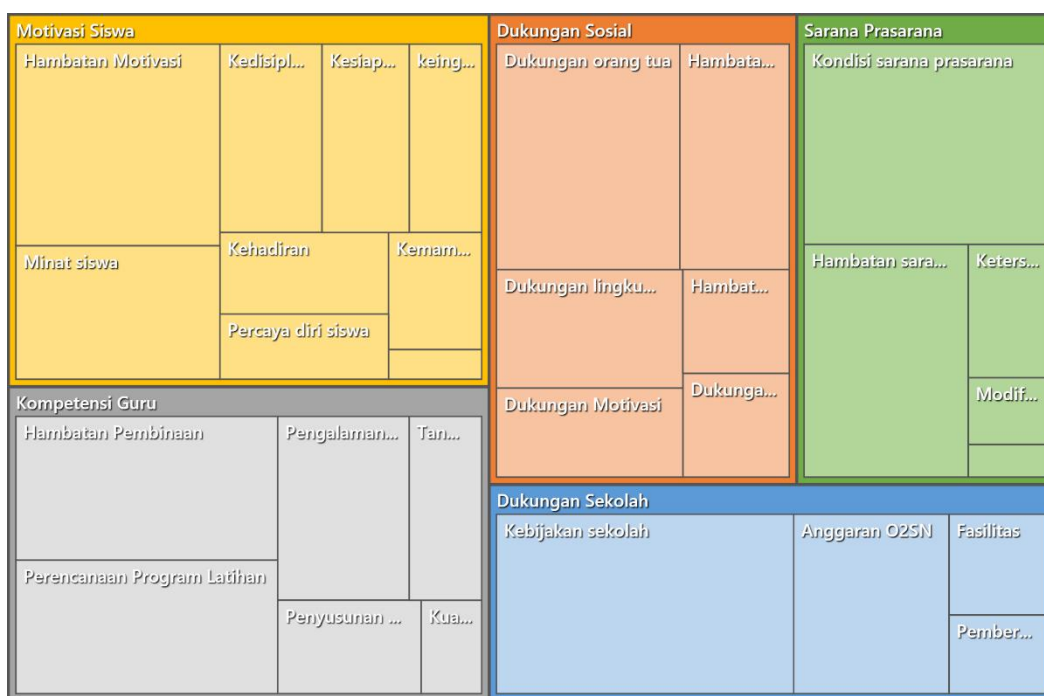 Motivasi Siswa
Hambatan Motivasi
Kedisipl...
Kesiap...
keing...
Minat siswa
Kehadiran
Kemam...
Percaya diri siswa
Dukungan Sosial
Dukungan orang tua
Hambata...
Dukungan lingku...
Hambat...
Dukungan Motivasi
Dukunga...
Sarana Prasarana
Kondisi sarana prasarana
Hambatan sara...
Keters...
Modif...
Kompetensi Guru
Hambatan Pembinaan
Pengalaman...
Tan...
Perencanaan Program Latihan
Penyusunan ...
Kua...
Dukungan Sekolah
Kebijakan sekolah
Anggaran O2SN
Fasilitas
Pember...